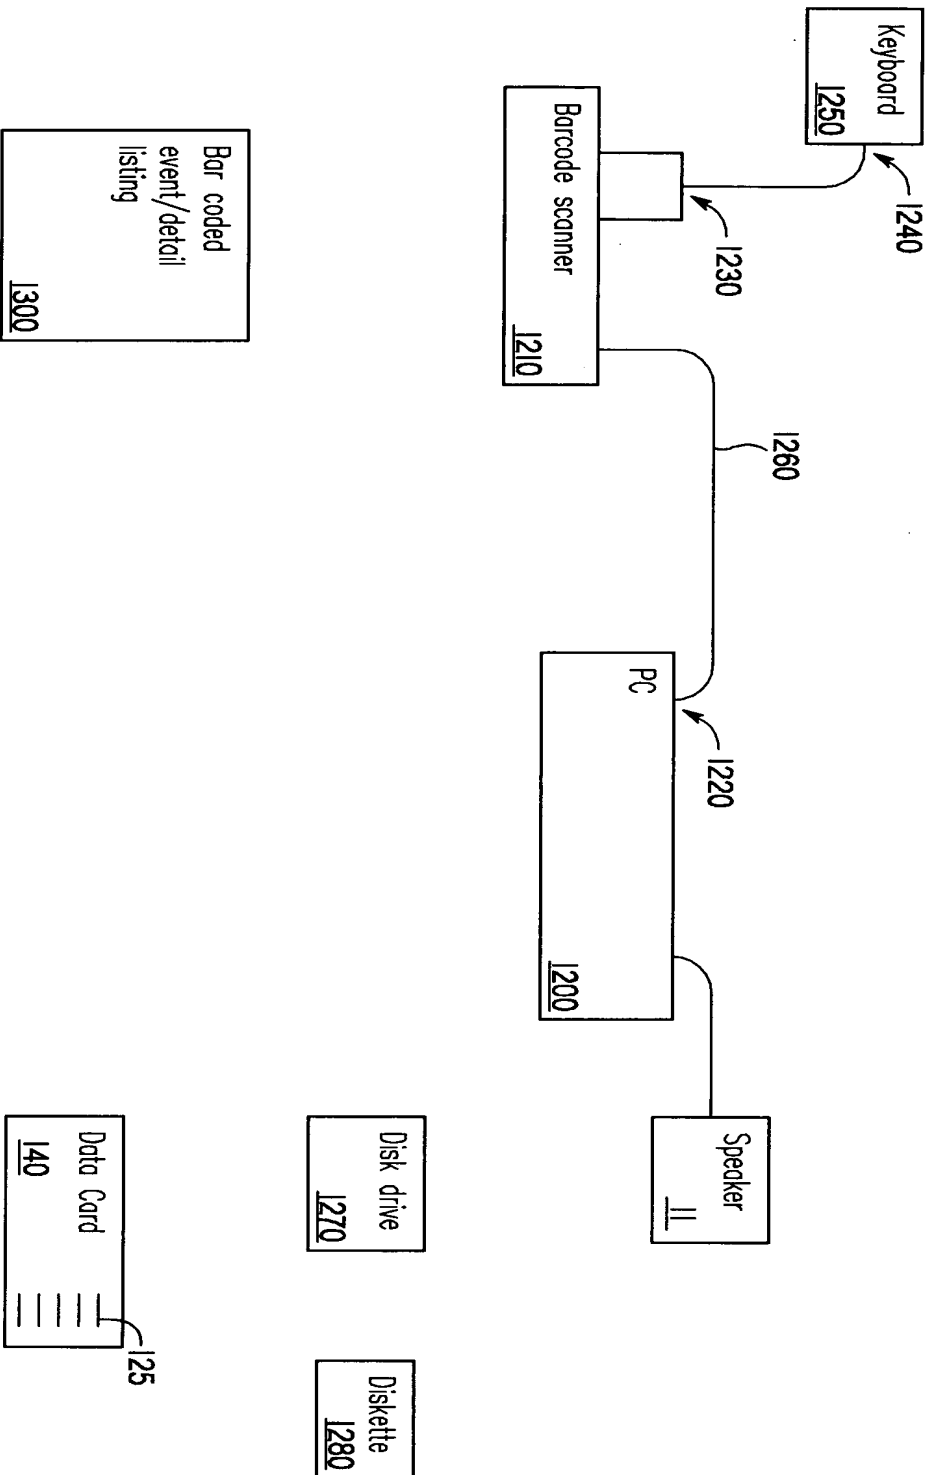 Keyboard
1250
1240
1230
Barcode scanner
1210
1260
PC
1200
1220
Speaker
11
Bar coded
event/detail
listing
1300
Disk drive
1270
Diskette
1280
Data Card
140
125